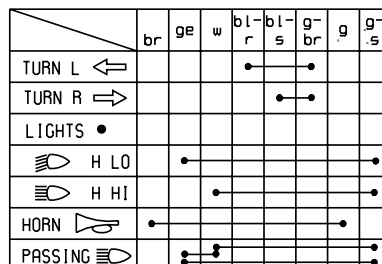 br ge w bl-r bl-s g-br g g-s
TURN L
TURN R
LIGHTS
H LO
H HI
HORN
PASSING